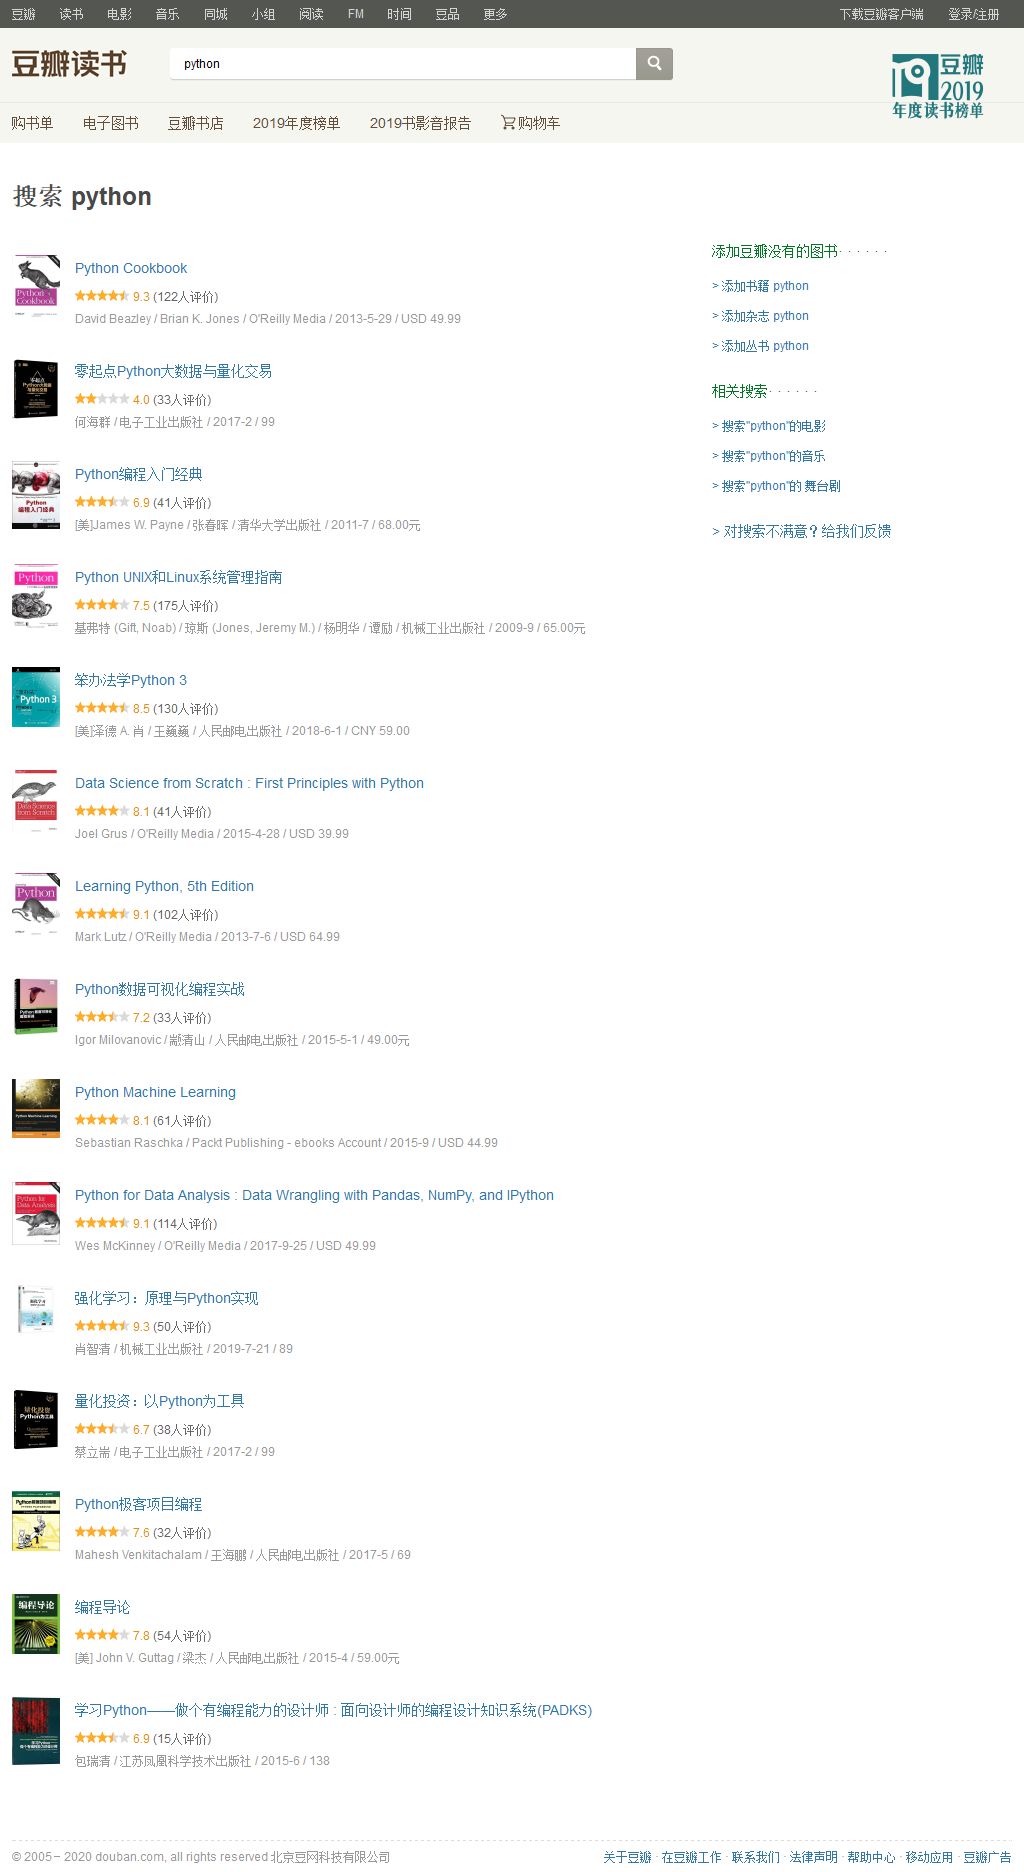 豆瓣 读书 电影 音乐 同城 小组 阅读 FM 时间 豆品 更多 下载豆瓣客户端 登录/注册
豆瓣读书
python
豆瓣
2019
年度读书榜单
购书单 电子图书 豆瓣书店 2019年度榜单 2019书影音报告 购物车
搜索 python
Python Cookbook
9.3 (122人评价)
David Beazley / Brian K. Jones / O'Reilly Media / 2013-5-29 / USD 49.99
零起点Python大数据与量化交易
4.0 (33人评价)
何海群 / 电子工业出版社 / 2017-2 / 99
Python编程入门经典
6.9 (41人评价)
[美]James W. Payne / 张春晖 / 清华大学出版社 / 2011-7 / 68.00元
Python UNIX和Linux系统管理指南
7.5 (175人评价)
基弗特 (Gift, Noab) / 琼斯 (Jones, Jeremy M.) / 杨明华 / 谭励 / 机械工业出版社 / 2009-9 / 65.00元
笨办法学Python 3
8.5 (130人评价)
[美]泽德 A. 肖 / 王巍巍 / 人民邮电出版社 / 2018-6-1 / CNY 59.00
Data Science from Scratch : First Principles with Python
8.1 (41人评价)
Joel Grus / O'Reilly Media / 2015-4-28 / USD 39.99
Learning Python, 5th Edition
9.1 (102人评价)
Mark Lutz / O'Reilly Media / 2013-7-6 / USD 64.99
Python数据可视化编程实战
7.2 (33人评价)
Igor Milovanovic / 颛清山 / 人民邮电出版社 / 2015-5-1 / 49.00元
Python Machine Learning
8.1 (61人评价)
Sebastian Raschka / Packt Publishing - ebooks Account / 2015-9 / USD 44.99
Python for Data Analysis : Data Wrangling with Pandas, NumPy, and IPython
9.1 (114人评价)
Wes McKinney / O'Reilly Media / 2017-9-25 / USD 49.99
强化学习：原理与Python实现
9.3 (50人评价)
肖智清 / 机械工业出版社 / 2019-7-21 / 89
量化投资：以Python为工具
6.7 (38人评价)
蔡立耑 / 电子工业出版社 / 2017-2 / 99
Python极客项目编程
7.6 (32人评价)
Mahesh Venkitachalam / 王海鹏 / 人民邮电出版社 / 2017-5 / 69
编程导论
7.8 (54人评价)
[美] John V. Guttag / 梁杰 / 人民邮电出版社 / 2015-4 / 59.00元
学习Python——做个有编程能力的设计师 : 面向设计师的编程设计知识系统(PADKS)
6.9 (15人评价)
包瑞清 / 江苏凤凰科学技术出版社 / 2015-6 / 138
添加豆瓣没有的图书· · · · · ·
> 添加书籍 python
> 添加杂志 python
> 添加丛书 python
相关搜索· · · · · ·
> 搜索"python"的电影
> 搜索"python"的音乐
> 搜索"python"的 舞台剧
> 对搜索不满意？给我们反馈
© 2005－2020 douban.com, all rights reserved 北京豆网科技有限公司
关于豆瓣 · 在豆瓣工作 · 联系我们 · 法律声明 · 帮助中心 · 移动应用 · 豆瓣广告